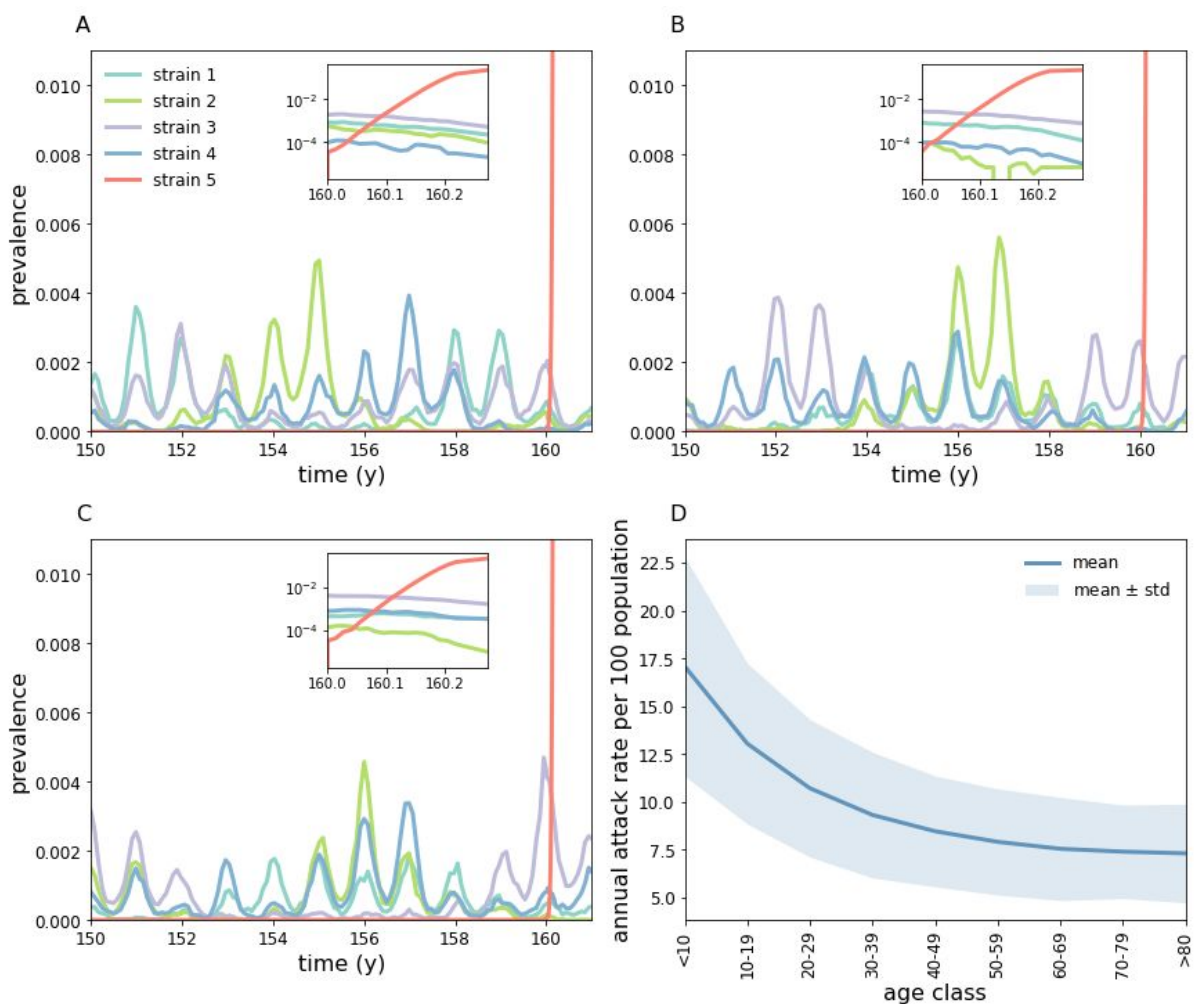 A
strain 1
strain 2
strain 3
strain 4
strain 5
prevalence
0.010
0.008
0.006
0.004
0.002
0.000
150 152 154 156 158 160
time (y)
10⁻²
10⁻⁴
160.0 160.1 160.2
B
0.010
0.008
0.006
0.004
0.002
0.000
150 152 154 156 158 160
time (y)
10⁻²
10⁻⁴
160.0 160.1 160.2
C
prevalence
0.010
0.008
0.006
0.004
0.002
0.000
150 152 154 156 158 160
time (y)
10⁻²
10⁻⁴
160.0 160.1 160.2
D
annual attack rate per 100 population
22.5
20.0
17.5
15.0
12.5
10.0
7.5
5.0
mean
mean ± std
<10 10-19 20-29 30-39 40-49 50-59 60-69 70-79 >80
age class